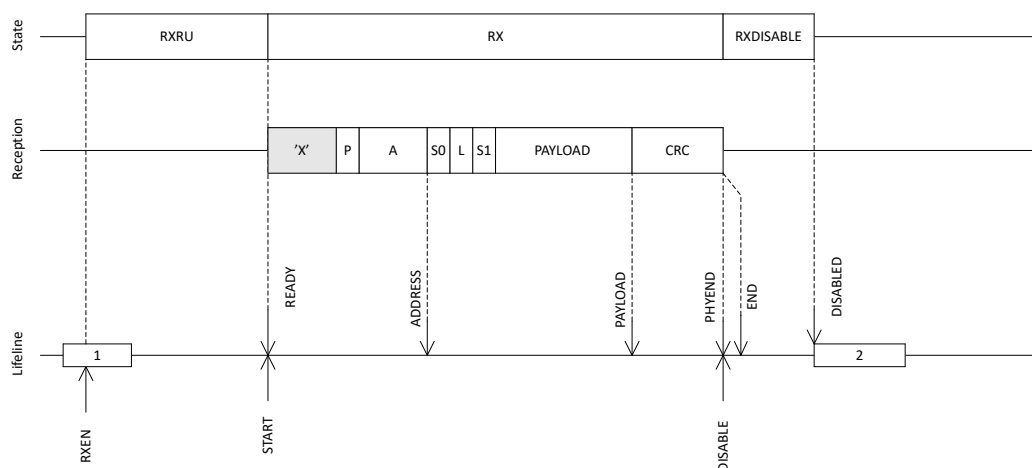 State
RXRU
RX
RXDISABLE
Reception
'X'
P
A
S0
L
S1
PAYLOAD
CRC
READY
ADDRESS
PAYLOAD
PHYEND
END
DISABLED
Lifeline
1
2
RXEN
START
DISABLE